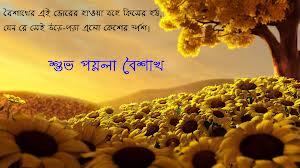 বৈশাখের এই ভোরের হাওয়া বহে কিসের হর্ষ,
যেন রে সেই উড়ে-পড়া এলো কেশের স্পর্শ।
শুভ পয়লা বৈশাখ